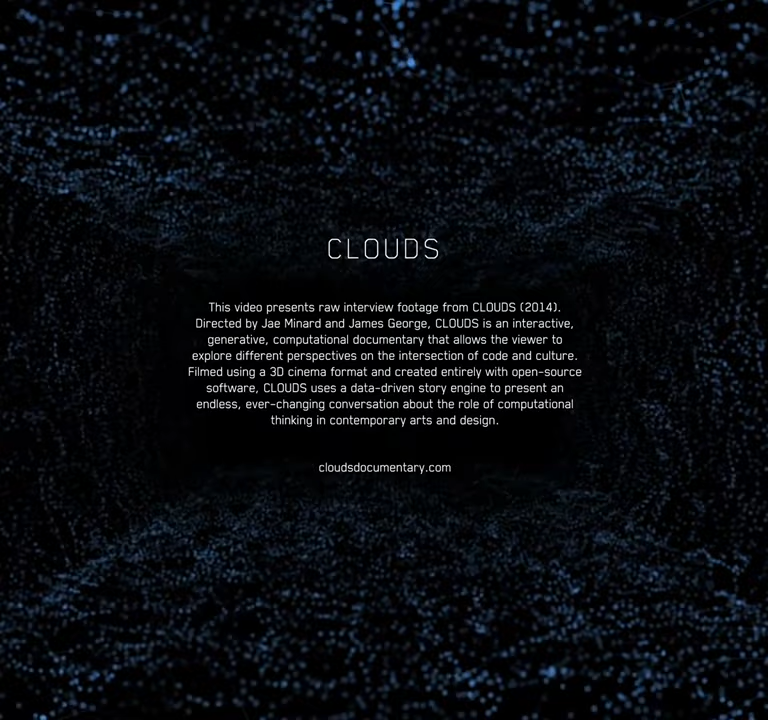 CLOUDS
This video presents raw interview footage from CLOUDS (2014).
Directed by Jae Minard and James George, CLOUDS is an interactive,
generative, computational documentary that allows the viewer to
explore different perspectives on the intersection of code and culture.
Filmed using a 3D cinema format and created entirely with open-source
software, CLOUDS uses a data-driven story engine to present an
endless, ever-changing conversation about the role of computational
thinking in contemporary arts and design.
cloudsdocumentary.com